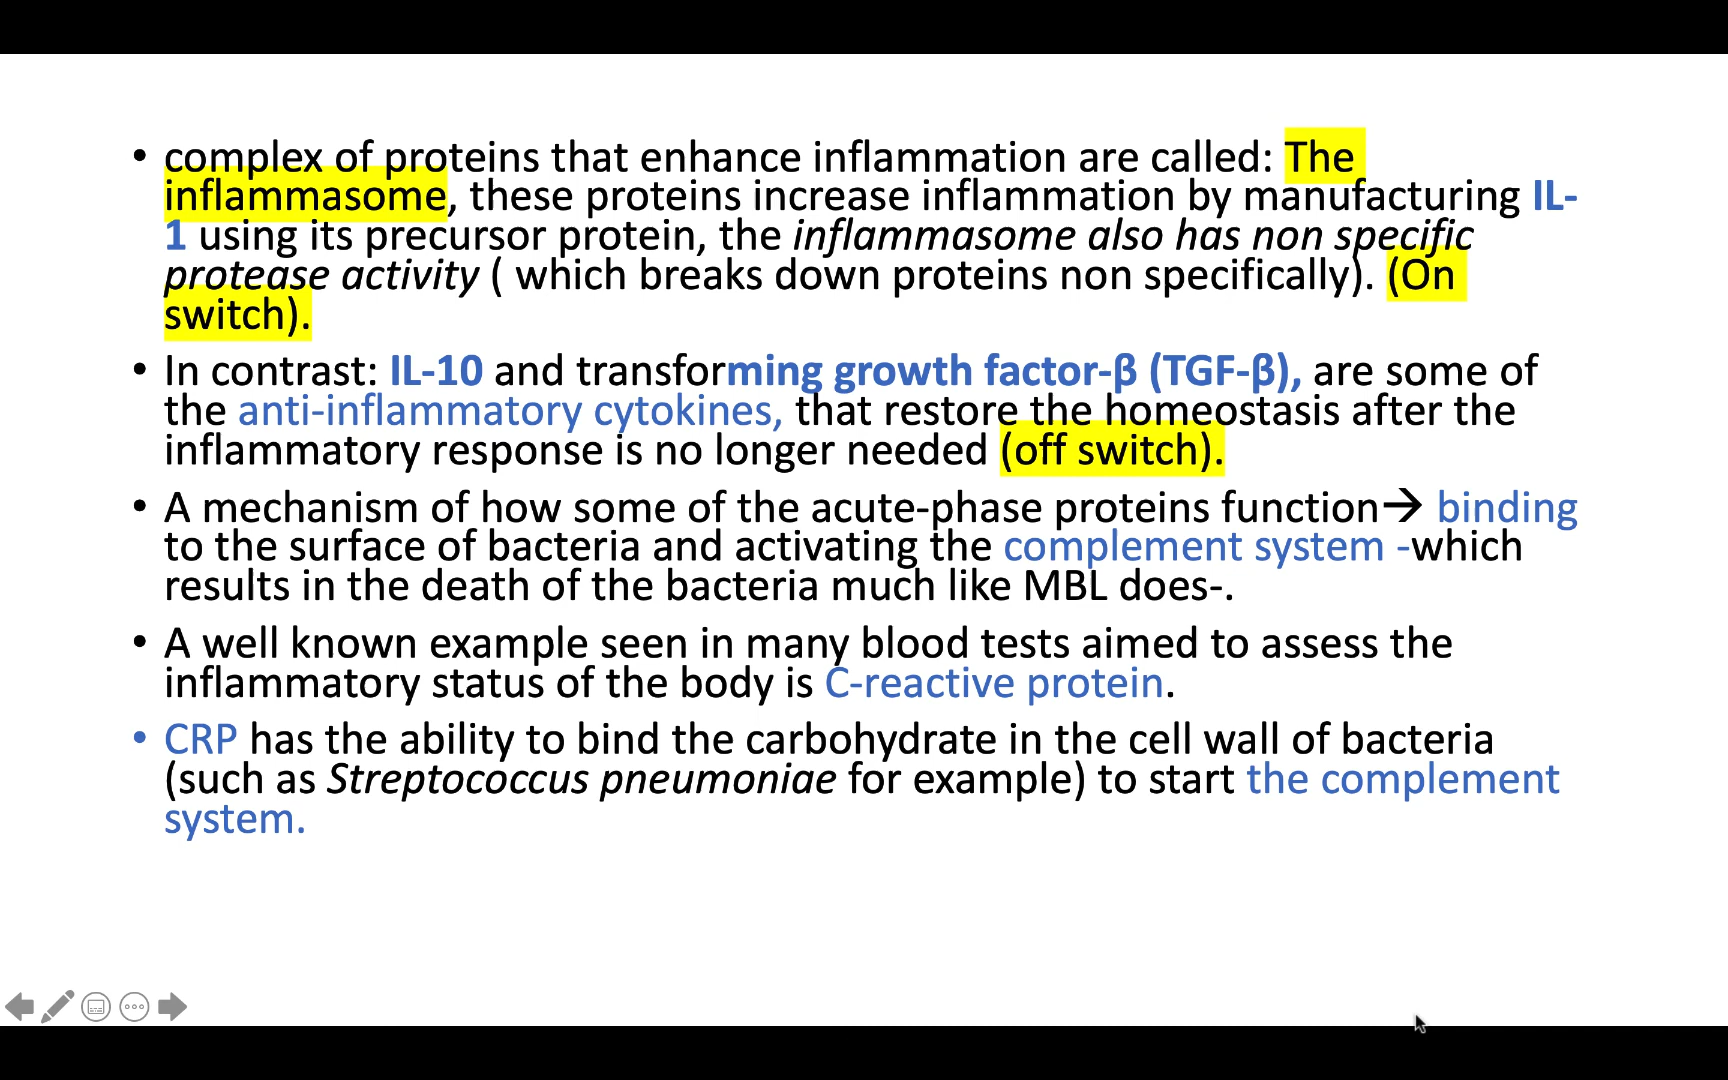 • complex of proteins that enhance inflammation are called: The
inflammasome, these proteins increase inflammation by manufacturing IL-
1 using its precursor protein, the inflammasome also has non specific
protease activity ( which breaks down proteins non specifically). (On
switch).
• In contrast: IL-10 and transforming growth factor-β (TGF-β), are some of
the anti-inflammatory cytokines, that restore the homeostasis after the
inflammatory response is no longer needed (off switch).
• A mechanism of how some of the acute-phase proteins function→ binding
to the surface of bacteria and activating the complement system -which
results in the death of the bacteria much like MBL does-.
• A well known example seen in many blood tests aimed to assess the
inflammatory status of the body is C-reactive protein.
• CRP has the ability to bind the carbohydrate in the cell wall of bacteria
(such as Streptococcus pneumoniae for example) to start the complement
system.